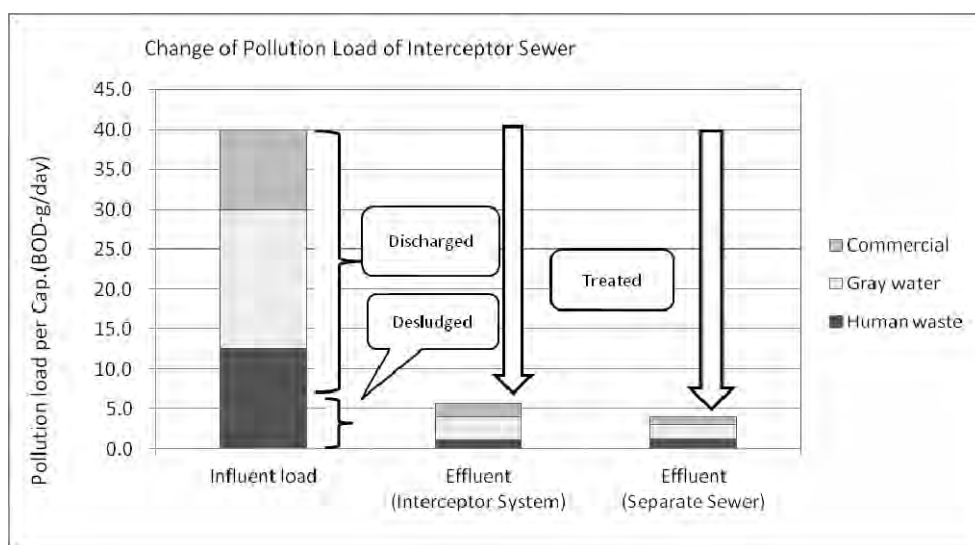 Change of Pollution Load of Interceptor Sewer
Pollution load per Cap.(BOD-g/day)
45.0
40.0
35.0
30.0
25.0
20.0
15.0
10.0
5.0
0.0
Discharged
Desludged
Treated
Commercial
Gray water
Human waste
Influent load
Effluent
(Interceptor System)
Effluent
(Separate Sewer)